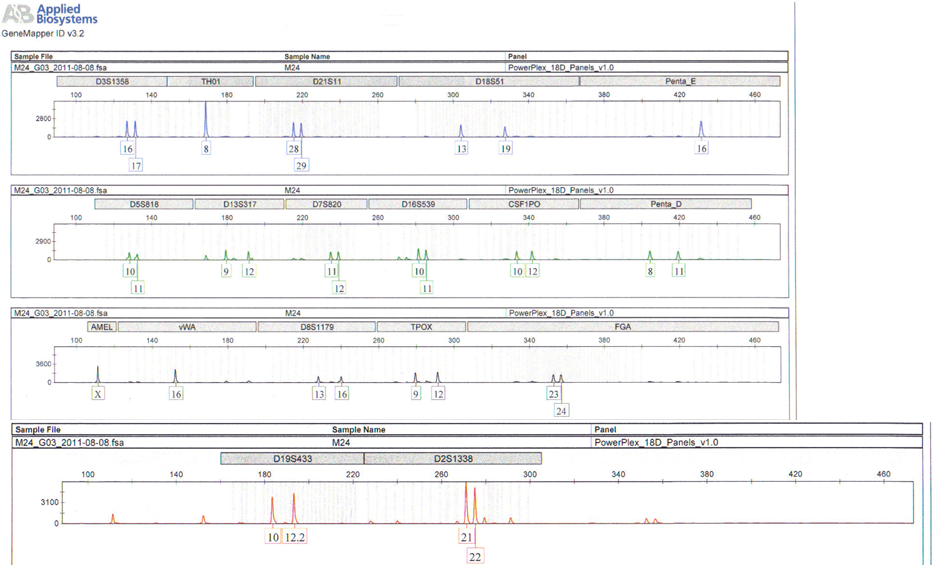 AB Applied
Biosystems
GeneMapper ID v3.2
Sample File Sample Name Panel
M24_G03_2011-08-08.fsa M24 PowerPlex_18D_Panels_v1.0
D3S1358 TH01 D21S11 D18S51 Penta_E
100 140 180 220 260 300 340 380 420 460
2800
0
16 8 28 13 19 16
17 29
M24_G03_2011-08-08.fsa M24 PowerPlex_18D_Panels_v1.0
D5S818 D13S317 D7S820 D16S539 CSF1PO Penta_D
100 140 180 220 260 300 340 380 420 460
2900
0
10 9 12 11 10 10 12 8 11
11 12 11
M24_G03_2011-08-08.fsa M24 PowerPlex_18D_Panels_v1.0
AMEL vWA D8S1179 TPOX FGA
100 140 180 220 260 300 340 380 420 460
3600
0
X 16 13 16 9 12 23
24
Sample File Sample Name Panel
M24_G03_2011-08-08.fsa M24 PowerPlex_18D_Panels_v1.0
D19S433 D2S1338
100 140 180 220 260 300 340 380 420 460
3100
0
10 12.2 21
22